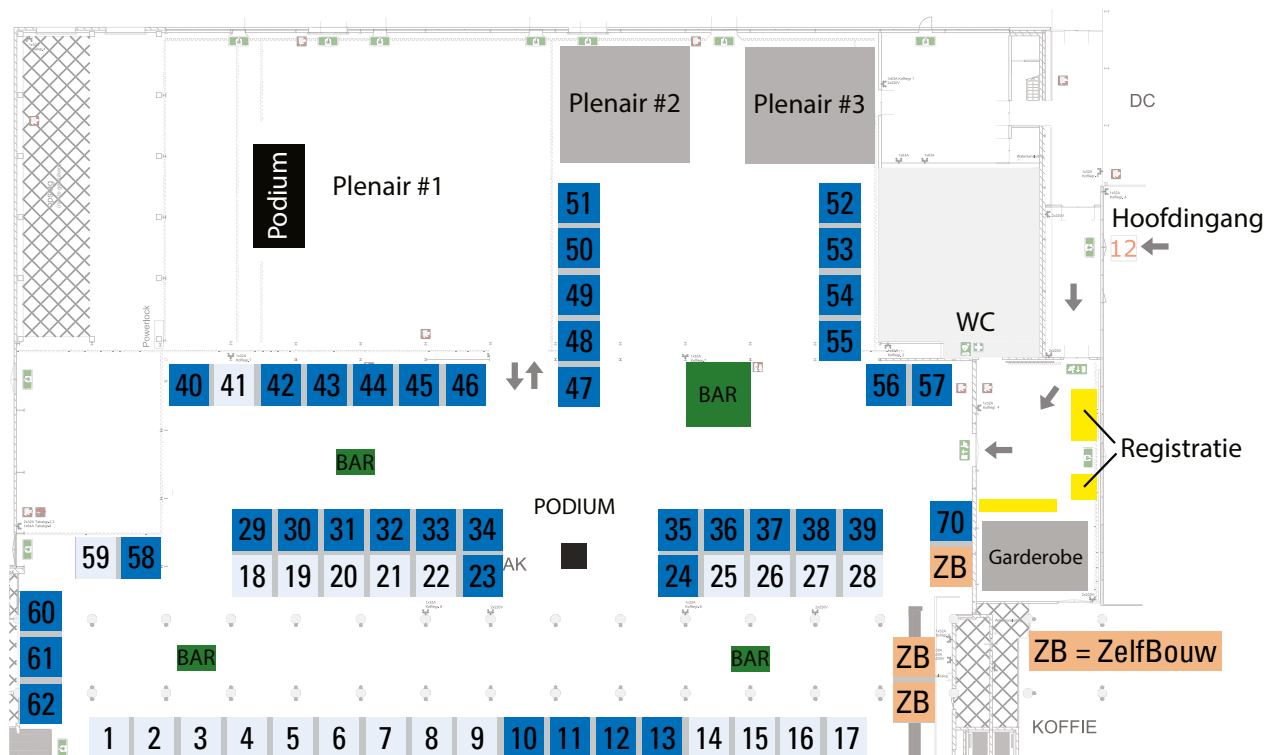 Plenair #2
Plenair #3
DC
Podium
Plenair #1
51
52
Hoofdingang
50
53
12
49
54
WC
48
55
Powerlock
40 41 42 43 44 45 46
47
BAR
56 57
BAR
Registratie
29 30 31 32 33 34
PODIUM
35 36 37 38 39
70
59 58
18 19 20 21 22 23
AK
24 25 26 27 28
ZB
Garderobe
60
61
BAR
BAR
ZB
ZB = ZelfBouw
62
ZB
KOFFIE
1 2 3 4 5 6 7 8 9 10 11 12 13 14 15 16 17